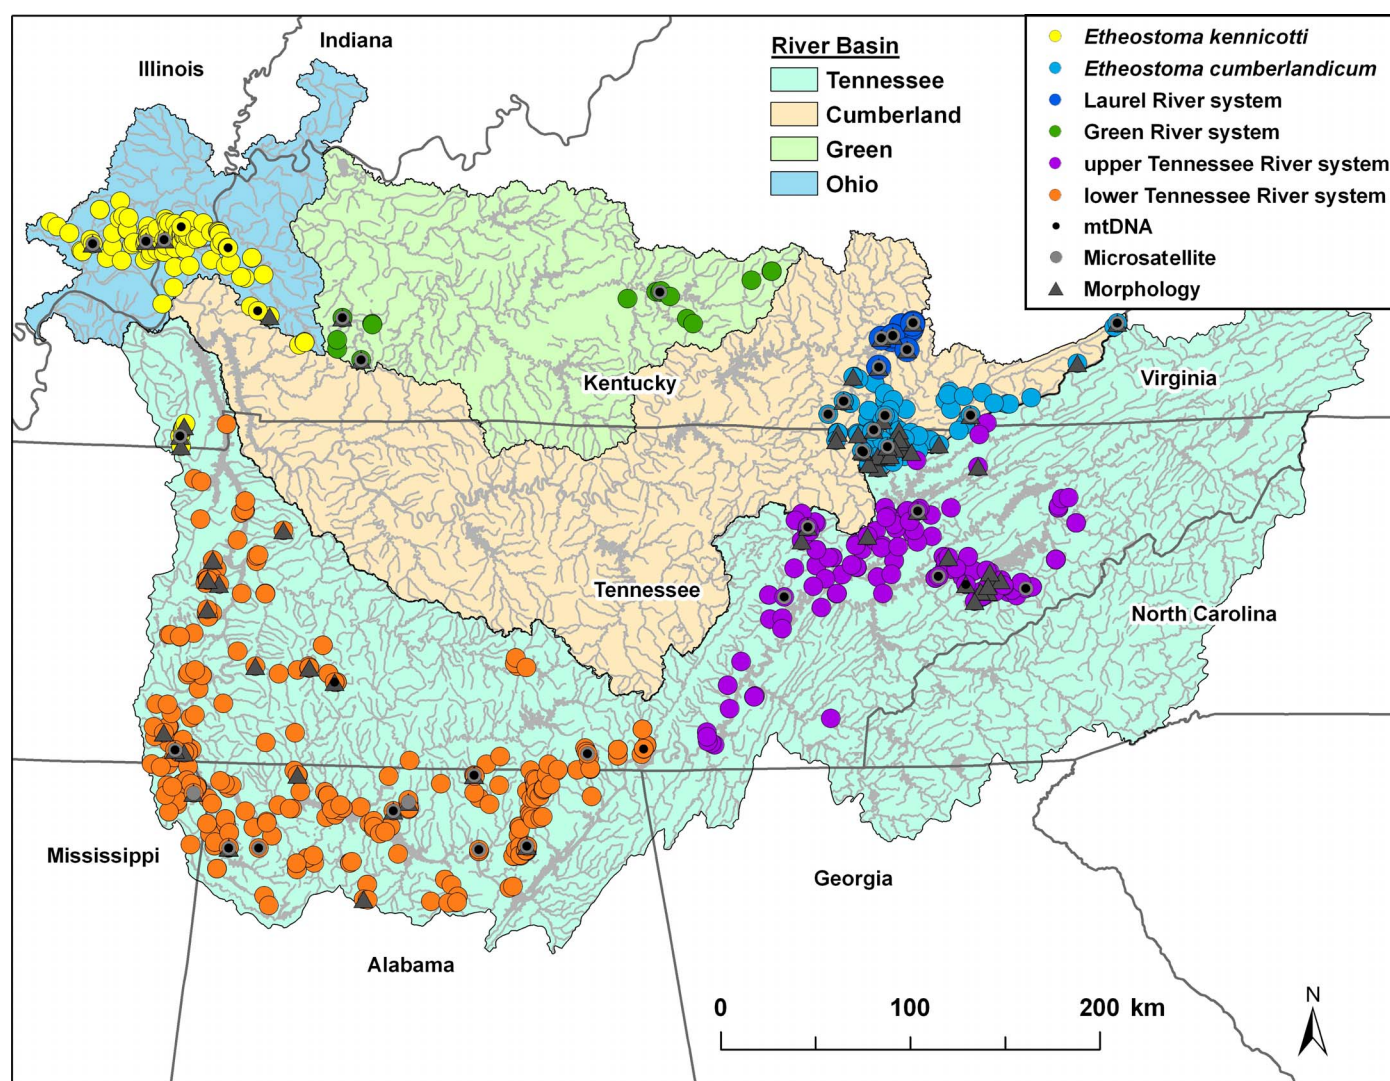 Indiana
Illinois
River Basin
Tennessee
Cumberland
Green
Ohio
Etheostoma kennicotti
Etheostoma cumberlandicum
Laurel River system
Green River system
upper Tennessee River system
lower Tennessee River system
mtDNA
Microsatellite
Morphology
Kentucky
Virginia
Tennessee
North Carolina
Mississippi
Georgia
Alabama
0 100 200 km
N